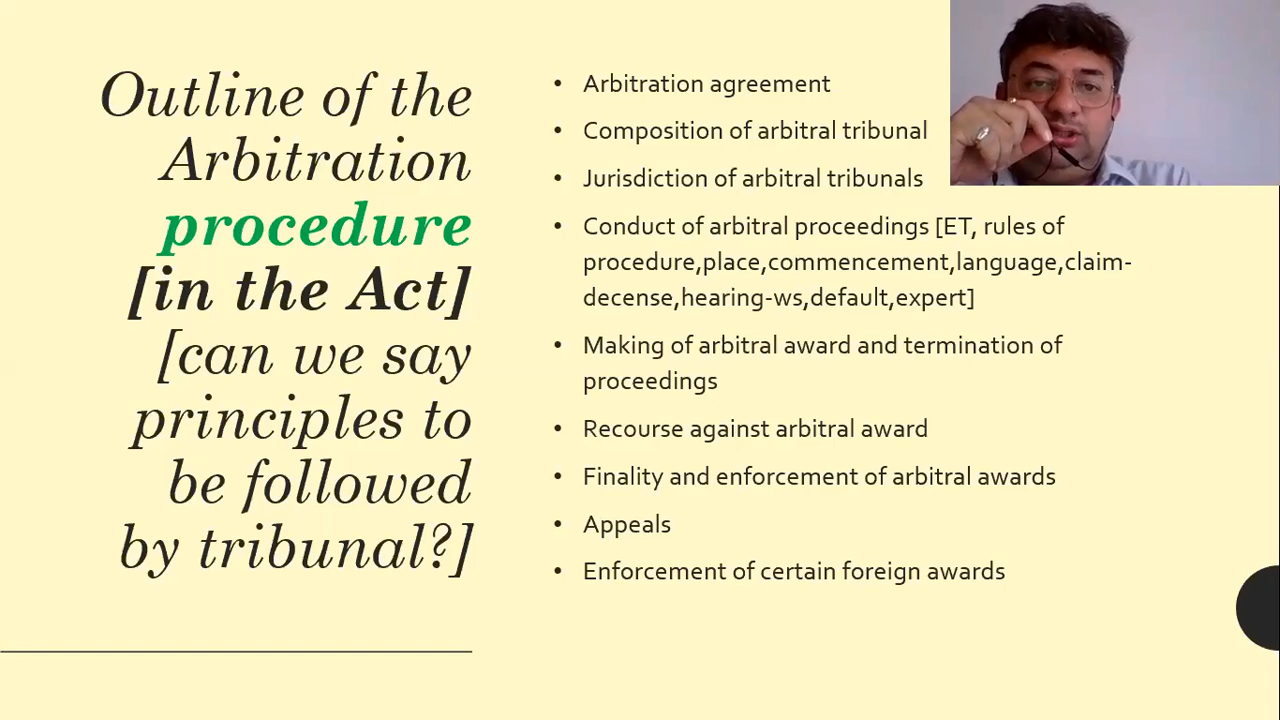 Outline of the
Arbitration
procedure
[in the Act]
[can we say
principles to
be followed
by tribunal?]
• Arbitration agreement
• Composition of arbitral tribunal
• Jurisdiction of arbitral tribunals
• Conduct of arbitral proceedings [ET, rules of
procedure,place,commencement,language,claim-
decense,hearing-ws,default,expert]
• Making of arbitral award and termination of
proceedings
• Recourse against arbitral award
• Finality and enforcement of arbitral awards
• Appeals
• Enforcement of certain foreign awards